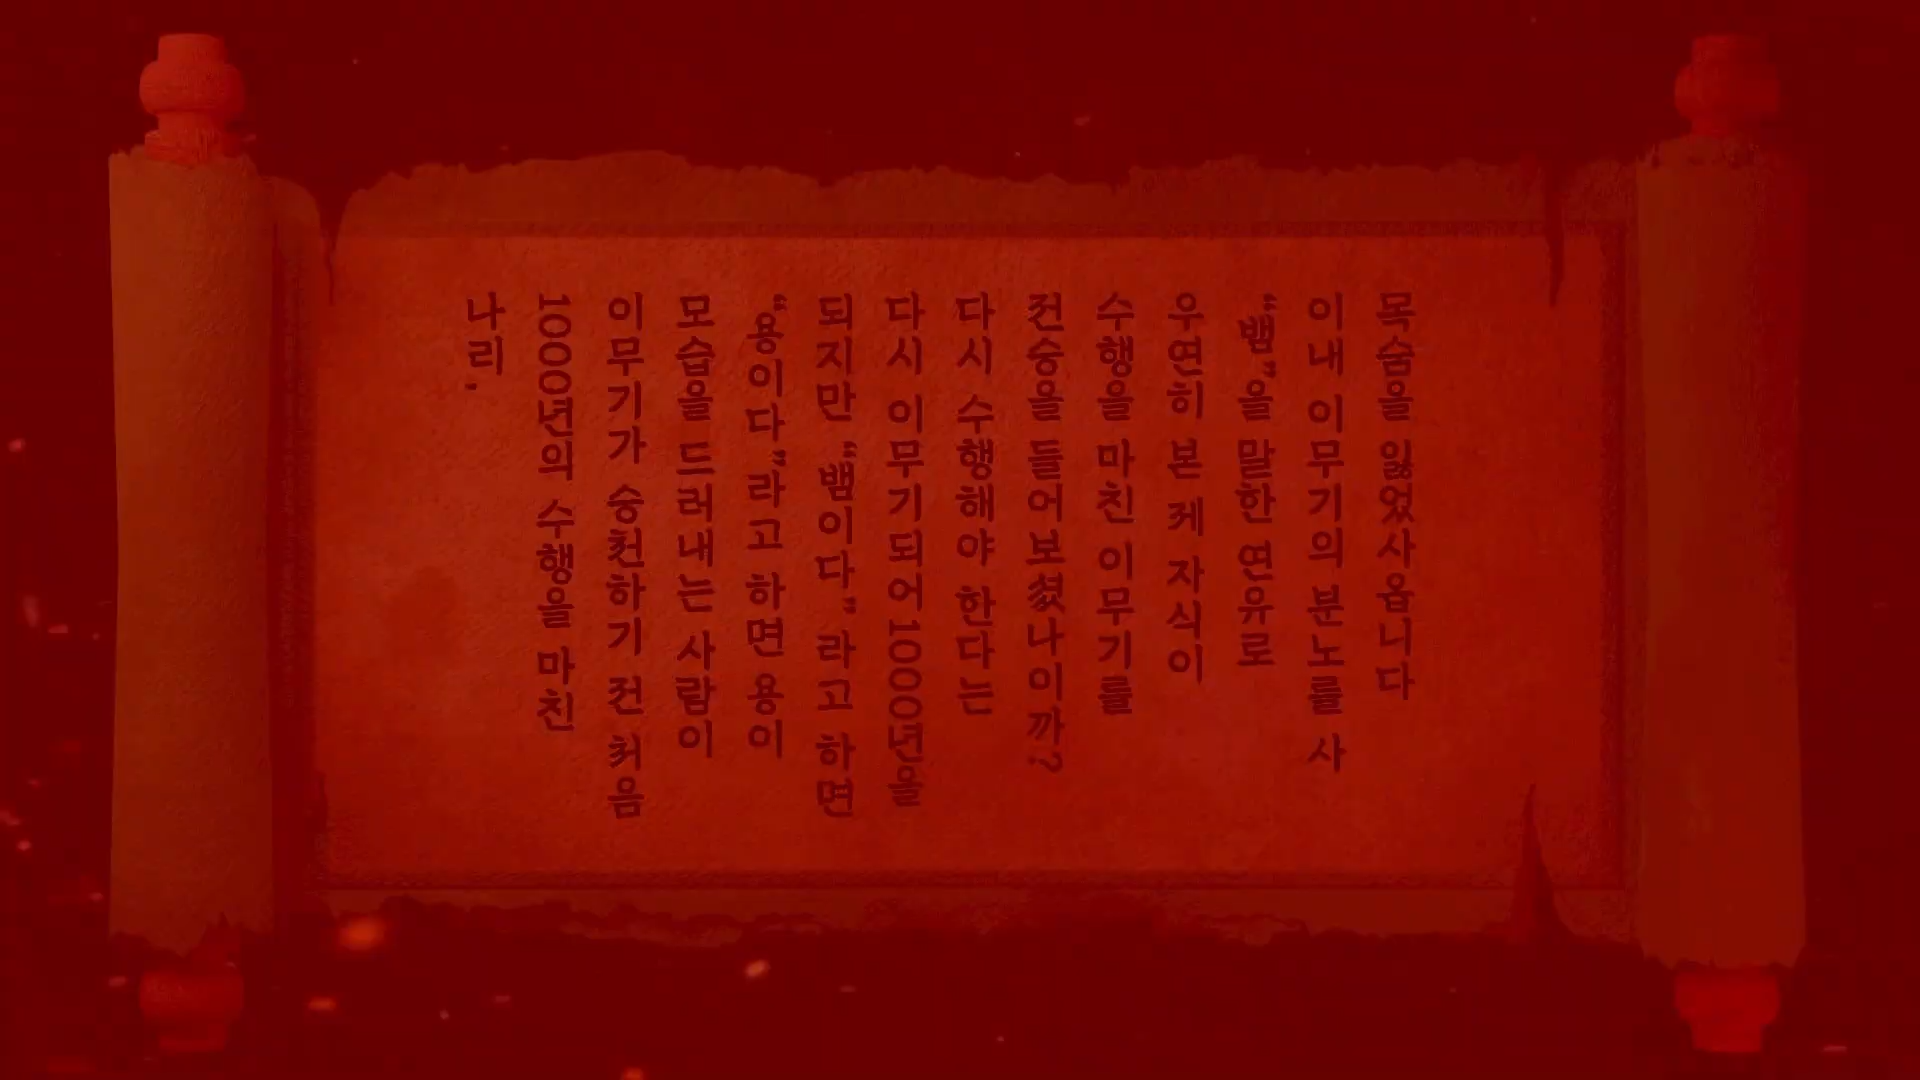 나리,
1000년의 수행을 마친
이무기가 승천하기 전 처음
모습을 드러내는 사람이
"용이다"라고 하면 용이
되지만 "뱀이다" 라고 하면
다시 이무기되어1000년을
다시 수행해야 한다는
전승을 들어보셨나이까?
수행을 마친 이무기를
우연히 본 제 자식이
"뱀"을 말한 연유로
이내 이무기의 분노를 사
목숨을 잃었사옵니다